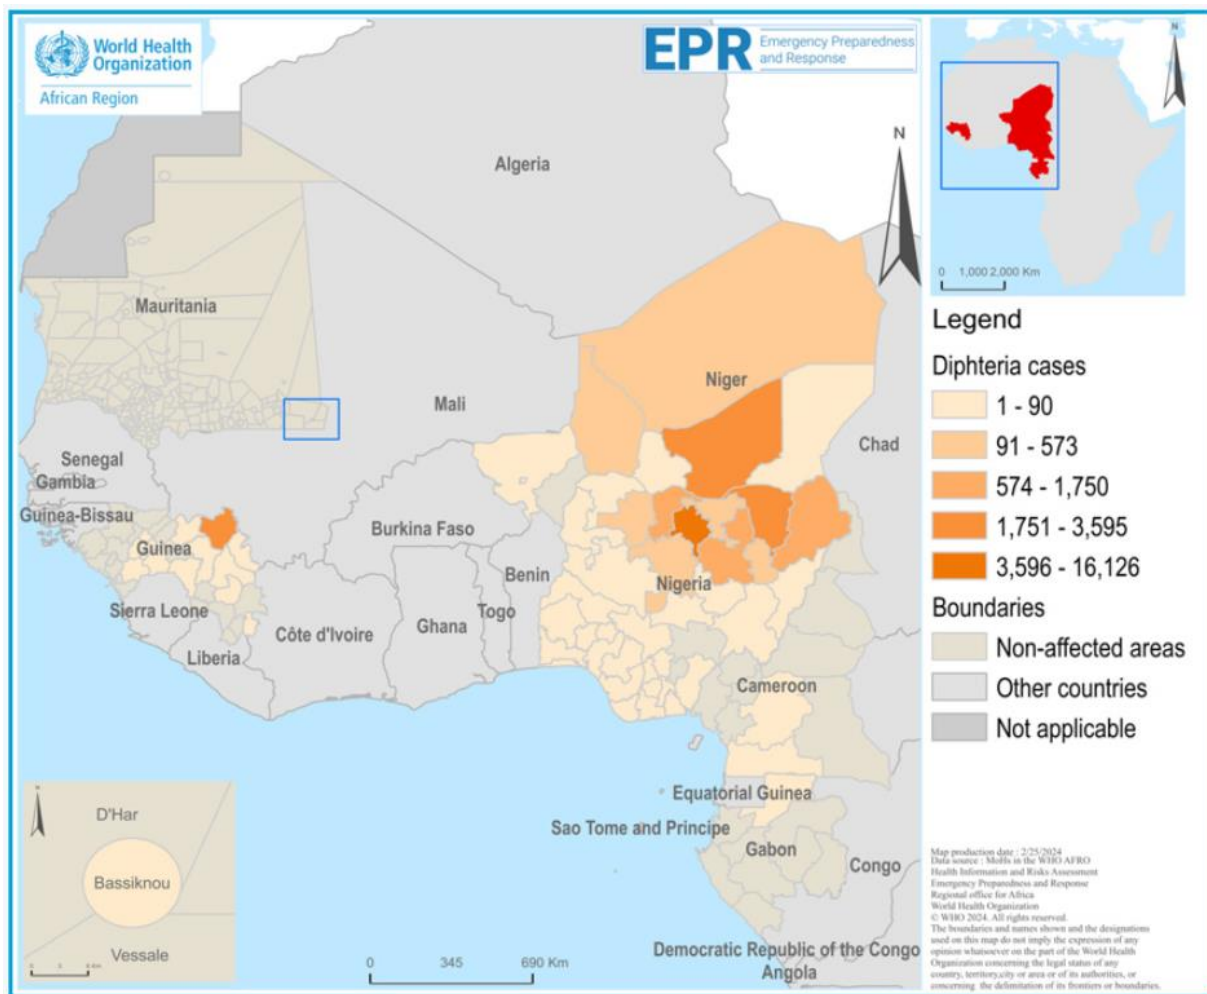 World Health
Organization
African Region
EPR
Emergency Preparedness
and Response
N
Algeria
Mauritania
Niger
Mali
Chad
Senegal
Gambia
Guinea-Bissau
Burkina Faso
Guinea
Benin
Nigeria
Sierra Leone
Togo
Ghana
Côte d'Ivoire
Liberia
Cameroon
Equatorial Guinea
Sao Tome and Principe
Gabon
Congo
Democratic Republic of the Congo
Angola
0 345 690 Km
N
D'Har
Bassiknou
Vessale
N
0 1,000 2,000 Km
Legend
Diphteria cases
1 - 90
91 - 573
574 - 1,750
1,751 - 3,595
3,596 - 16,126
Boundaries
Non-affected areas
Other countries
Not applicable
Map production date : 2/25/2024
Data source : MoHs in the WHO AFRO
Health Information and Risks Assessment
Emergency Preparedness and Response
Regional office for Africa
World Health Organization
© WHO 2024. All rights reserved.
The boundaries and names shown and the designations
used on this map do not imply the expression of any
opinion whatsoever on the part of the World Health
Organization concerning the legal status of any
country, territory,city or area or of its authorities, or
concerning the delimitation of its frontiers or boundaries.